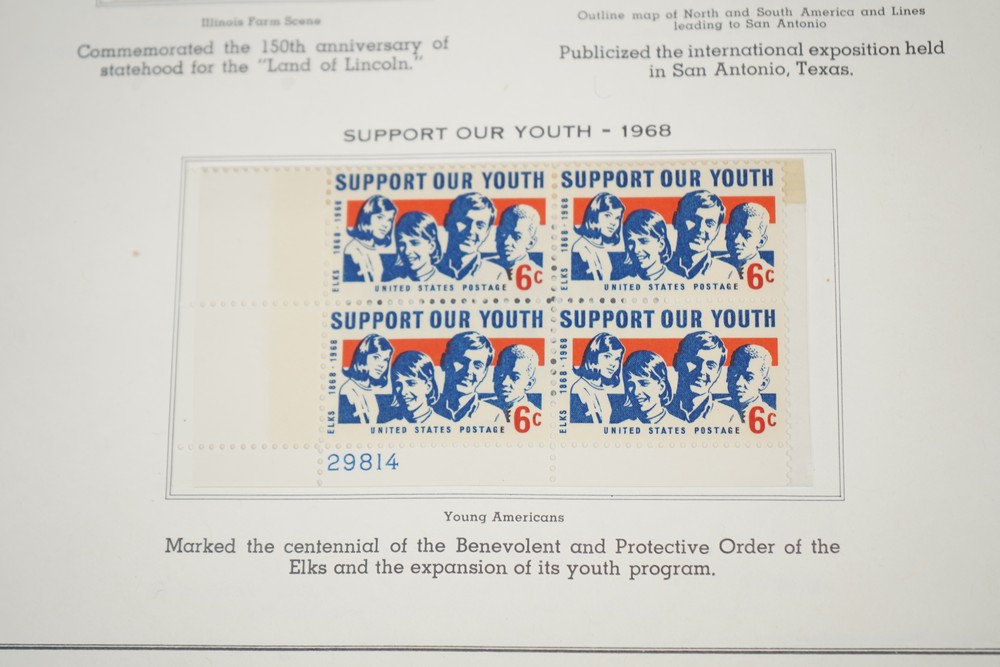 Illinois Farm Scene
Commemorated the 150th anniversary of
statehood for the "Land of Lincoln."
Outline map of North and South America and Lines
leading to San Antonio
Publicized the international exposition held
in San Antonio, Texas.
SUPPORT OUR YOUTH - 1968
SUPPORT OUR YOUTH
ELKS 1868·1968
6c
UNITED STATES POSTAGE
SUPPORT OUR YOUTH
ELKS 1868·1968
6c
UNITED STATES POSTAGE
SUPPORT OUR YOUTH
ELKS 1868·1968
6c
UNITED STATES POSTAGE
SUPPORT OUR YOUTH
ELKS 1868·1968
6c
UNITED STATES POSTAGE
29814
Young Americans
Marked the centennial of the Benevolent and Protective Order of the
Elks and the expansion of its youth program.